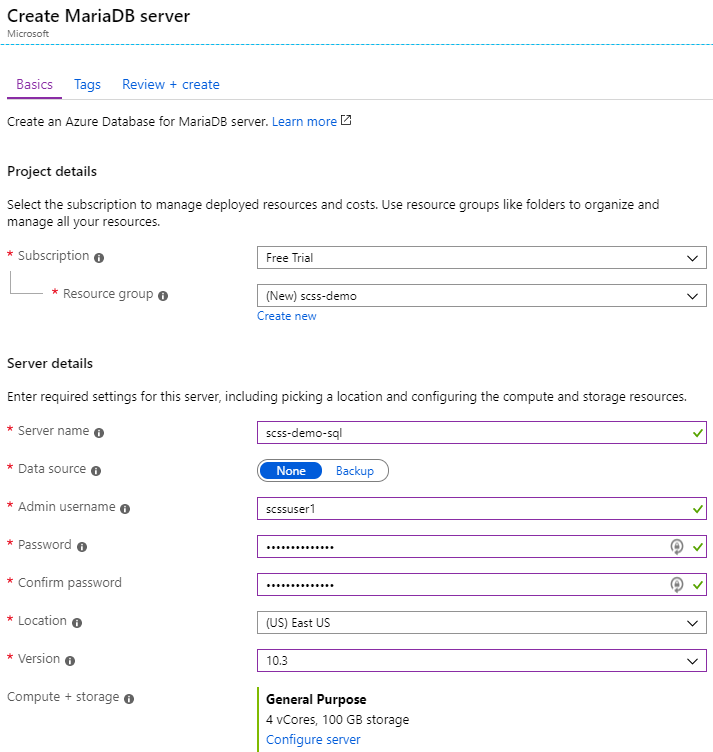 Create MariaDB server
Microsoft
Basics Tags Review + create
Create an Azure Database for MariaDB server. Learn more
Project details
Select the subscription to manage deployed resources and costs. Use resource groups like folders to organize and
manage all your resources.
* Subscription Free Trial
* Resource group (New) scss-demo
Create new
Server details
Enter required settings for this server, including picking a location and configuring the compute and storage resources.
* Server name scss-demo-sql
* Data source None Backup
* Admin username scssuser1
* Password ••••••••••••••
* Confirm password ••••••••••••••
* Location (US) East US
* Version 10.3
Compute + storage General Purpose
4 vCores, 100 GB storage
Configure server